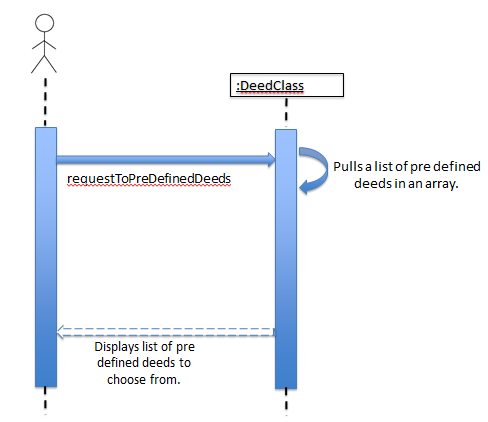 :DeedClass
requestToPreDefinedDeeds
Pulls a list of pre defined
deeds in an array.
Displays list of pre
defined deeds to
choose from.